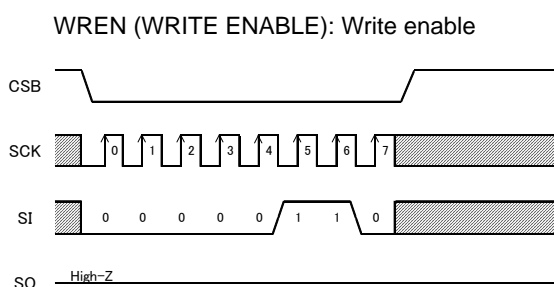 WREN (WRITE ENABLE): Write enable
CSB
SCK 0 1 2 3 4 5 6 7
SI 0 0 0 0 0 1 1 0
High-Z
SO